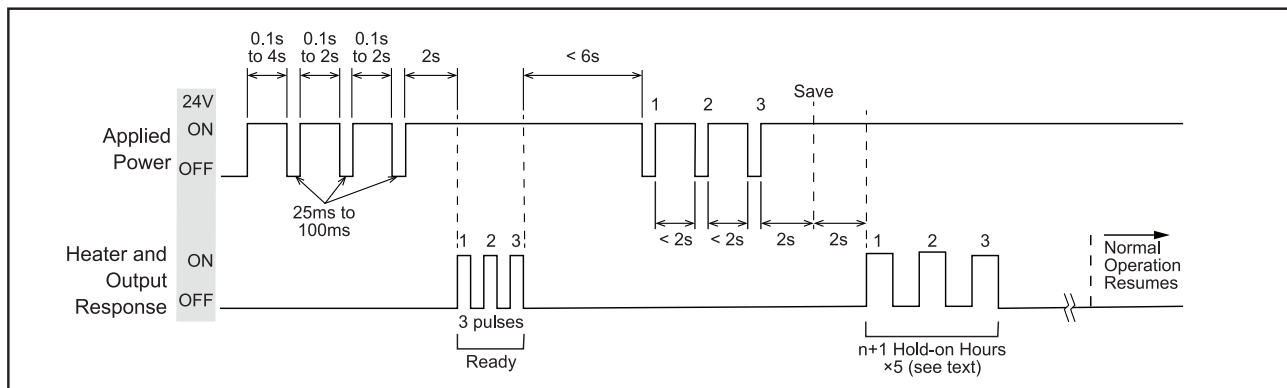 0.1s
to 4s
0.1s
to 2s
0.1s
to 2s
2s
< 6s
24V
Applied
Power
ON
OFF
1
2
3
Save
25ms to
100ms
< 2s
< 2s
2s
2s
Heater and
Output
Response
ON
OFF
1
2
3
3 pulses
Ready
1
2
3
Normal
Operation
Resumes
n+1 Hold-on Hours
×5 (see text)